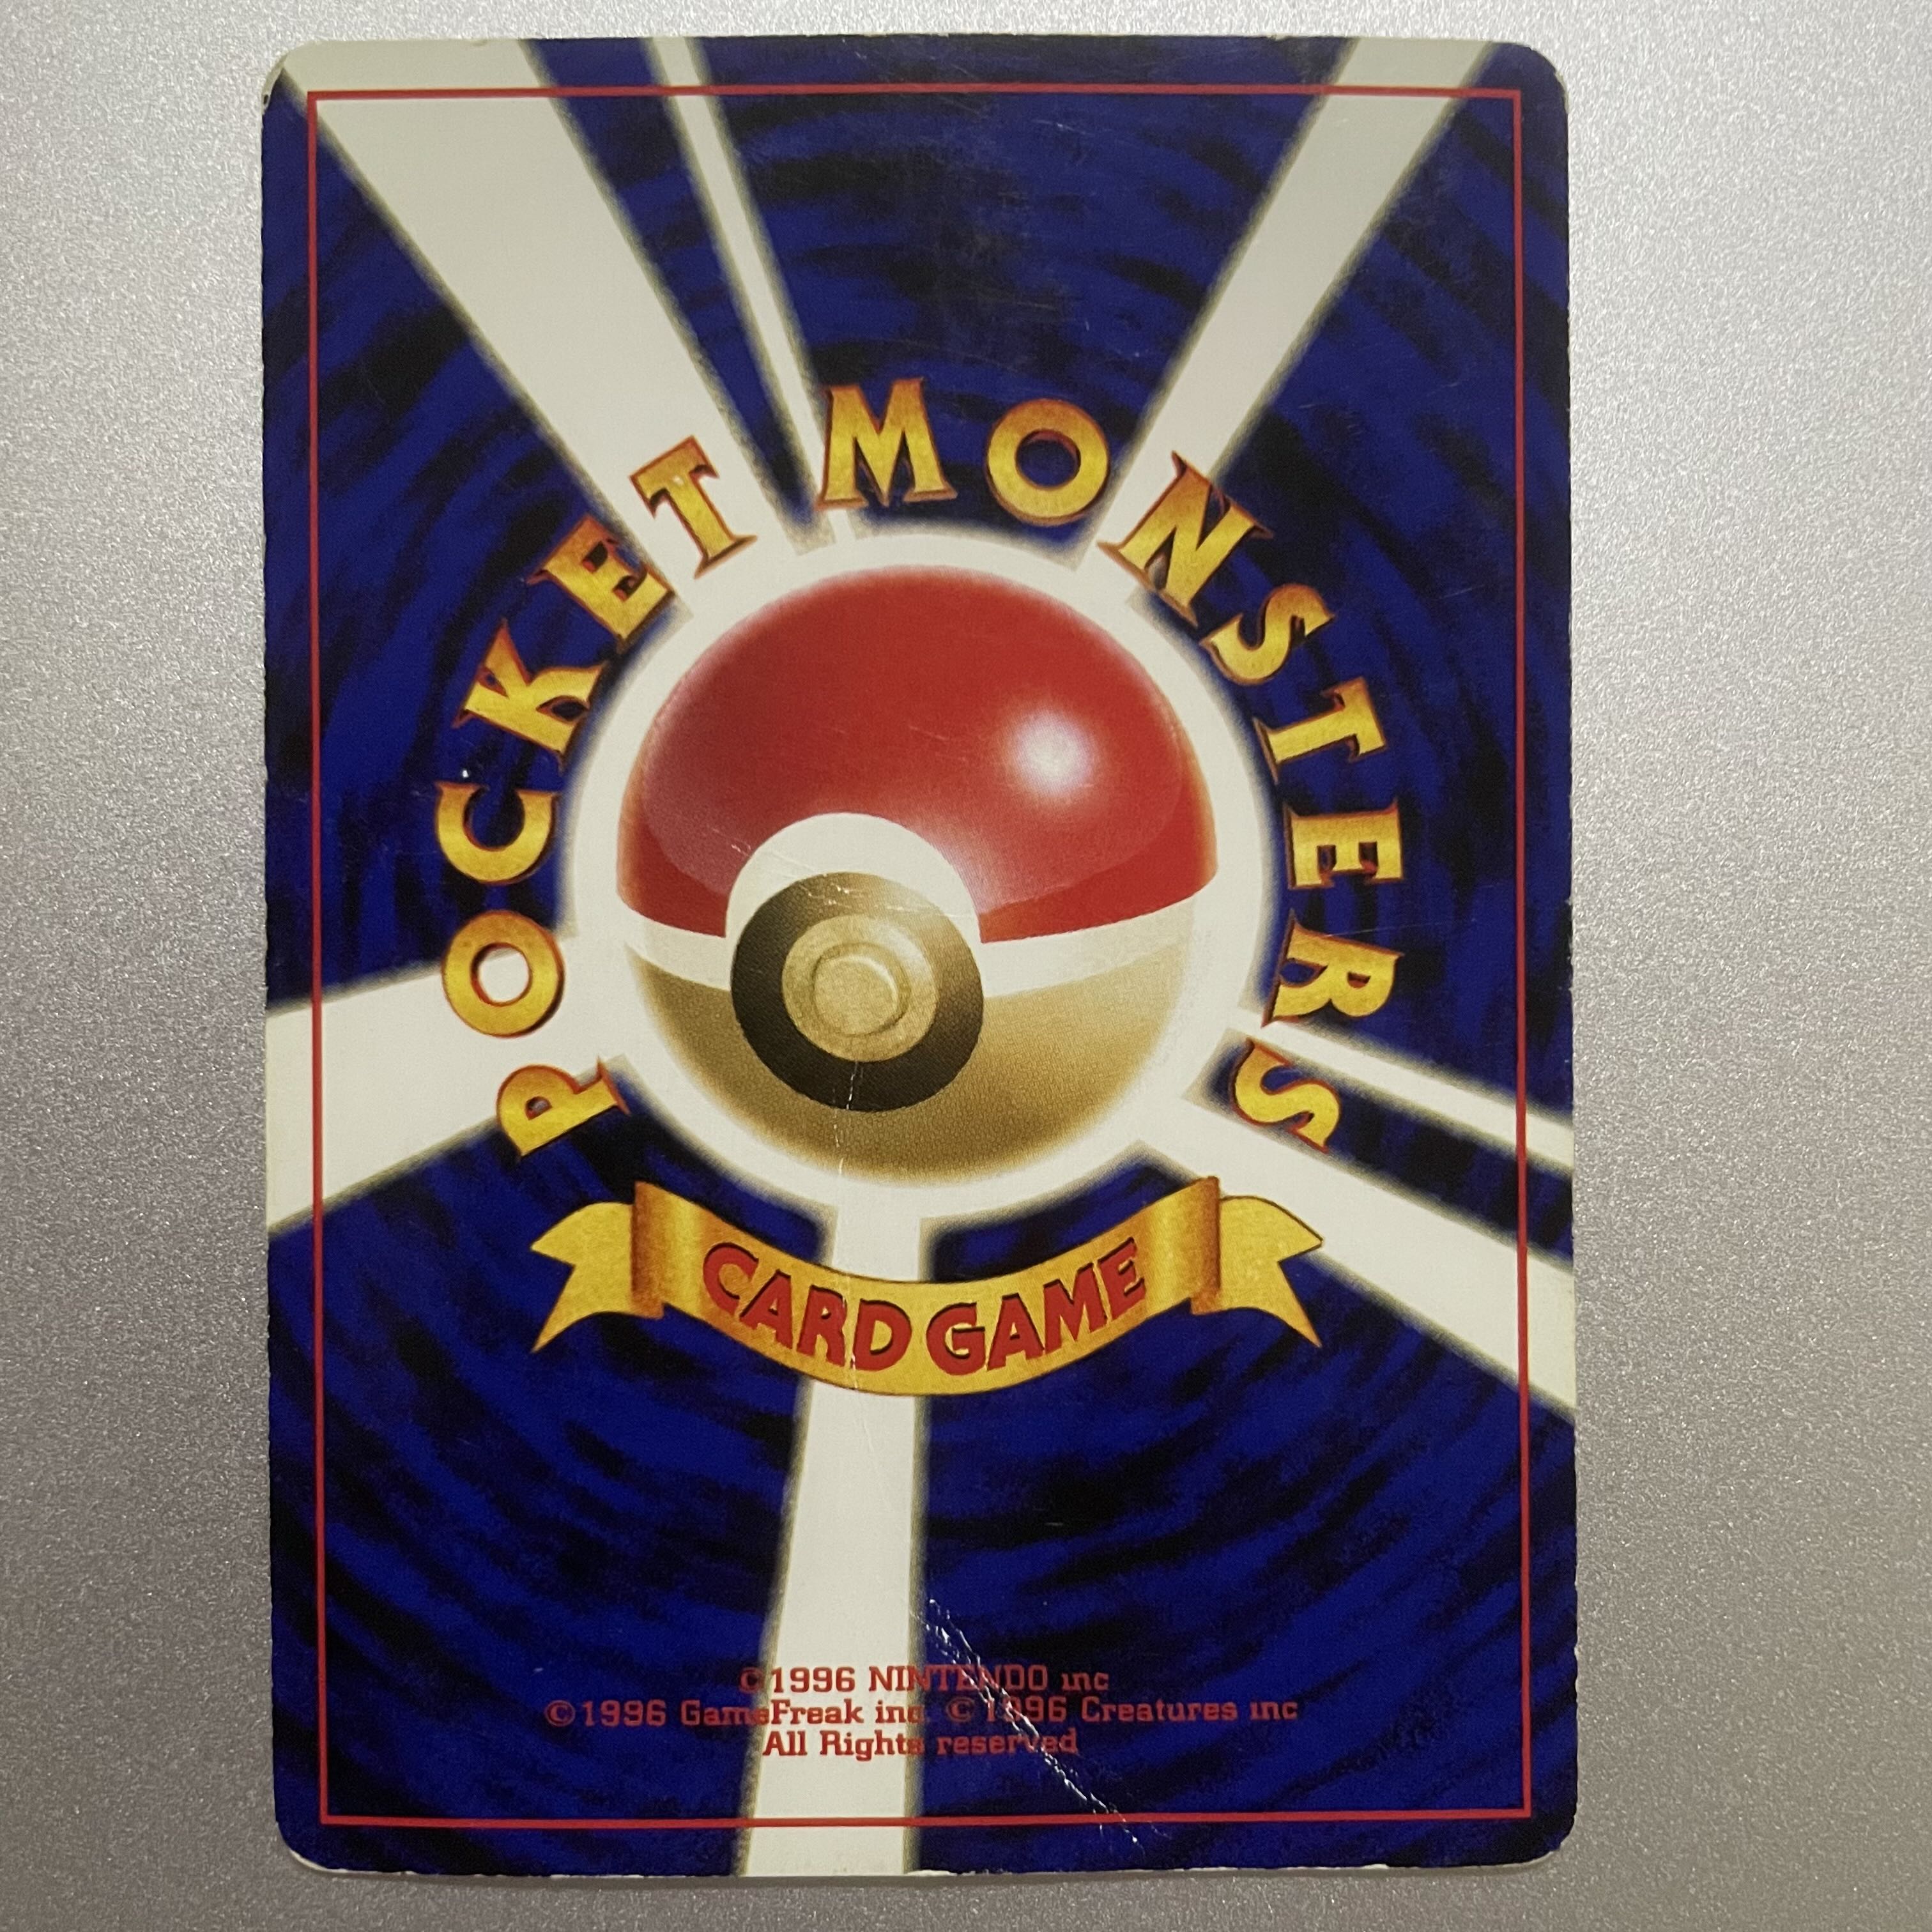 POCKET MONSTERS
CARD GAME
©1996 NINTENDO inc
©1996 GameFreak inc. ©1996 Creatures inc
All Rights reserved